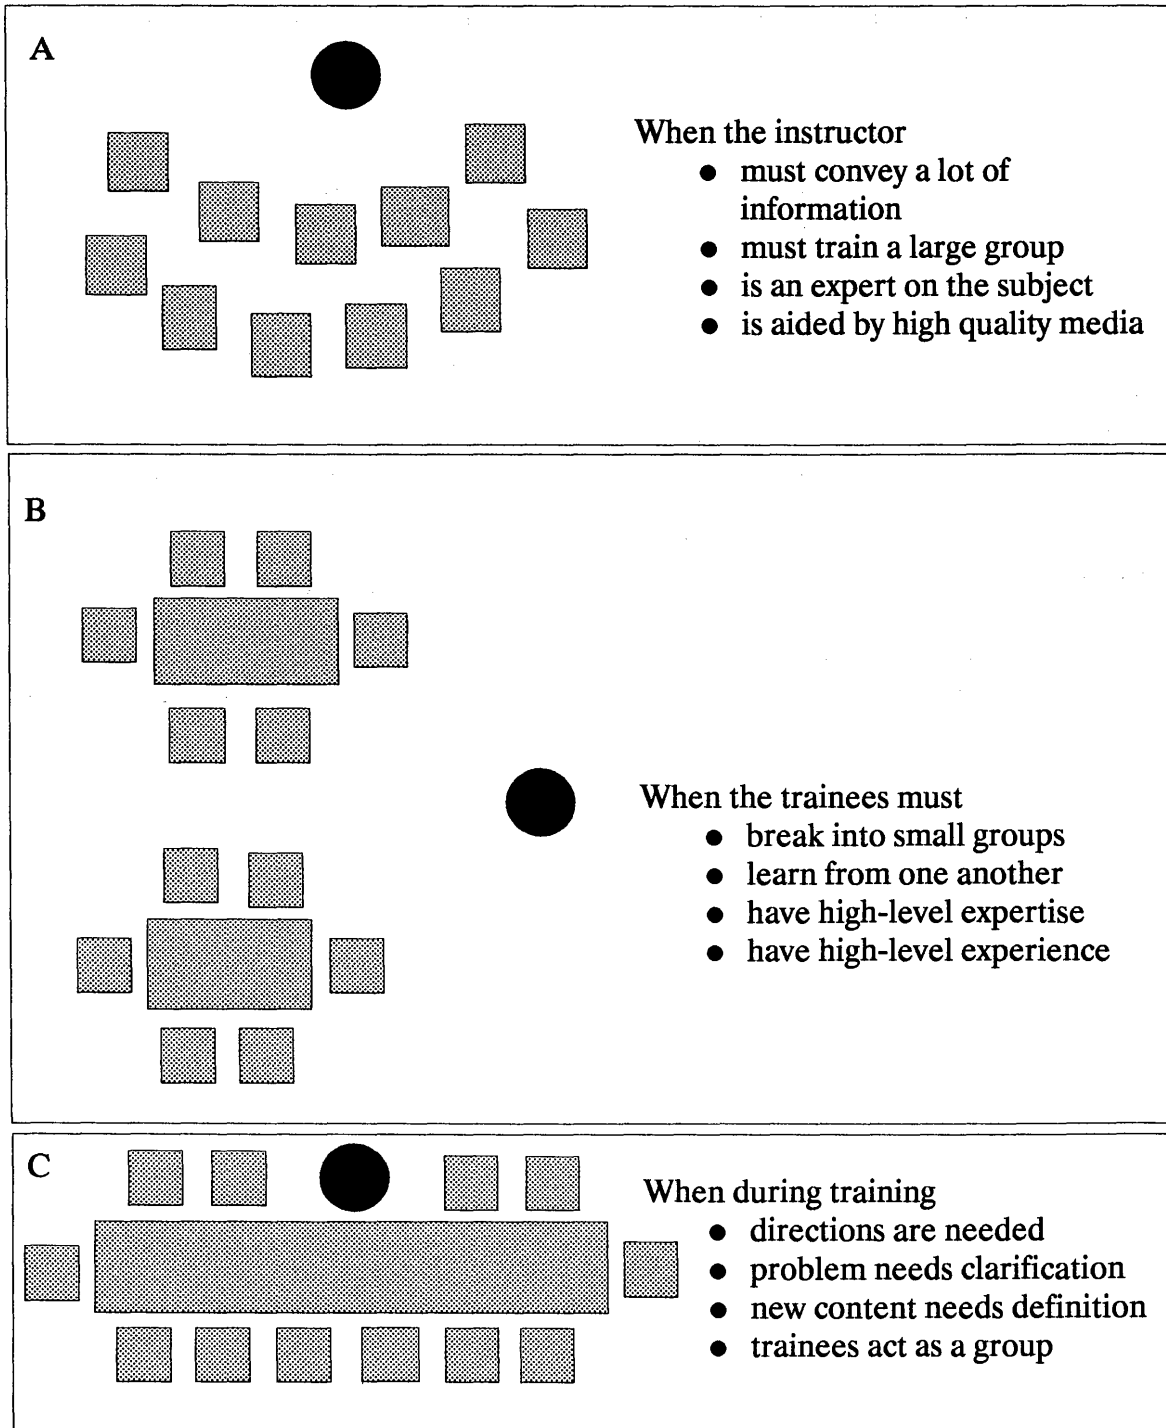 A
When the instructor
● must convey a lot of
information
● must train a large group
● is an expert on the subject
● is aided by high quality media
B
When the trainees must
● break into small groups
● learn from one another
● have high-level expertise
● have high-level experience
C
When during training
● directions are needed
● problem needs clarification
● new content needs definition
● trainees act as a group